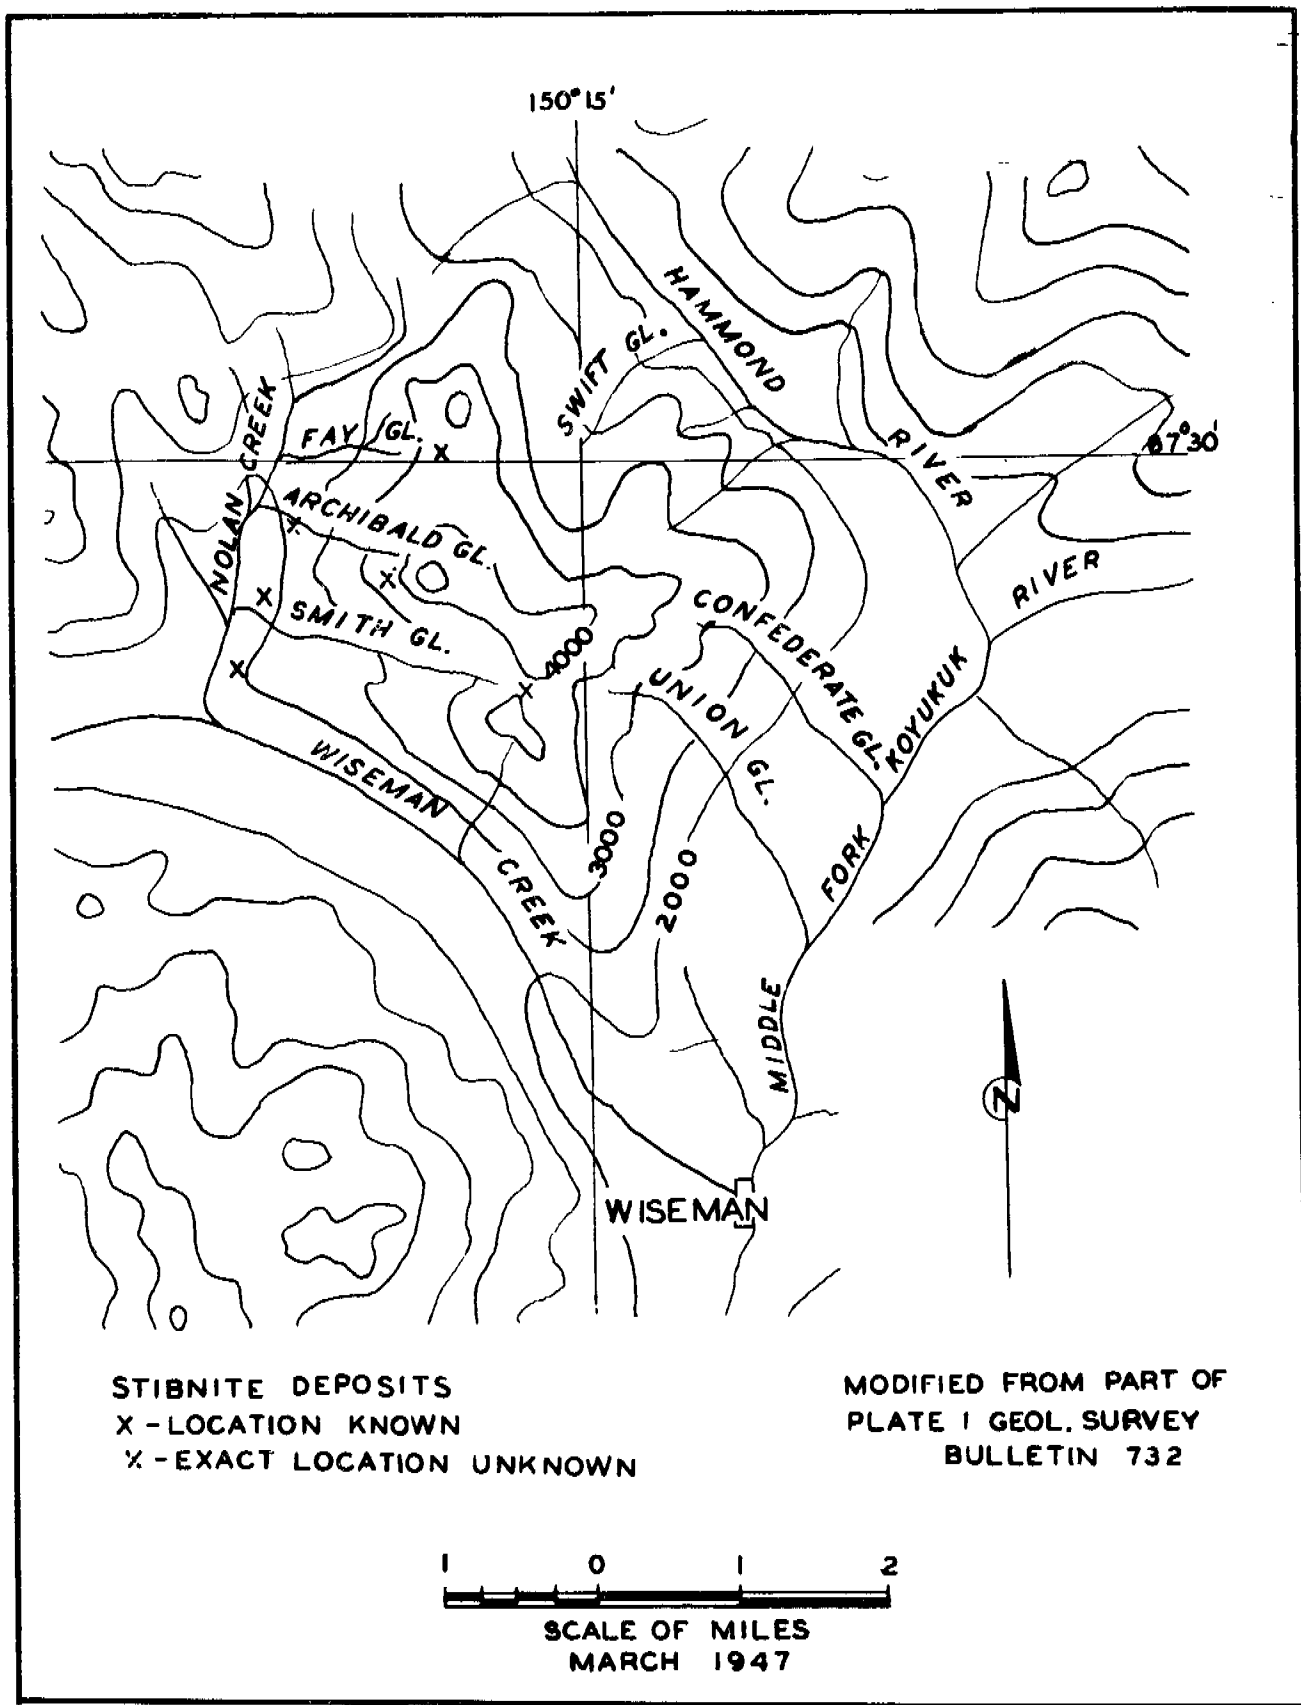 150° 15'
HAMMOND
RIVER
SWIFT GL.
67°30'
NOLAN CREEK
FAY GL.
ARCHIBALD GL.
SMITH GL.
RIVER
CONFEDERATE GL.
UNION GL.
KOYUKUK
4000
WISEMAN
CREEK
3000
2000
FORK
MIDDLE
N
WISEMAN
STIBNITE DEPOSITS
X - LOCATION KNOWN
X - EXACT LOCATION UNKNOWN
MODIFIED FROM PART OF
PLATE 1 GEOL. SURVEY
BULLETIN 732
1 0 1 2
SCALE OF MILES
MARCH 1947